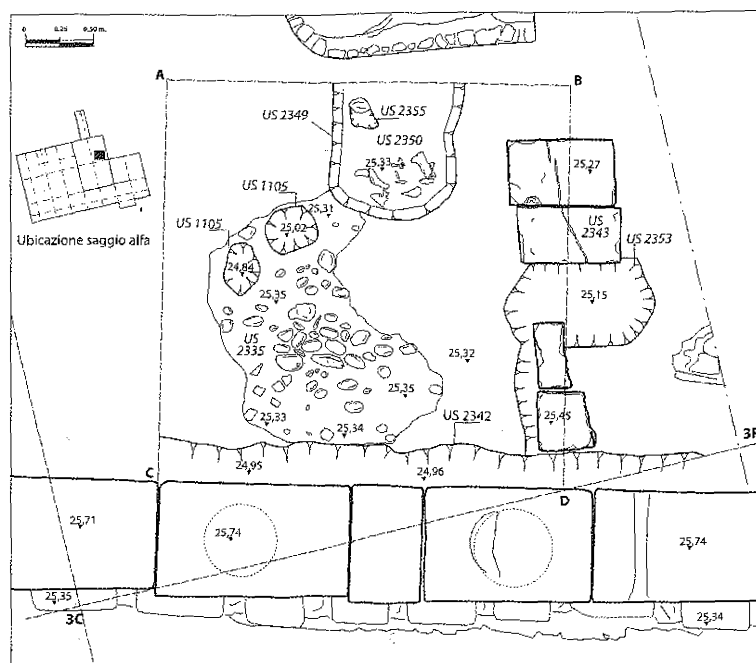 0 0.25 0.50 m.
A
B
US 2349
US 2355
US 2350
25,33
25,27
US 1105
25,31
US 1105
25,02
US
2343
US 2353
Ubicazione saggio alfa
24,84
25,35
25,15
US
2335
25,32
25,35
25,33
25,34
US 2342
25,45
3F
C
24,95
24,96
D
25,71
25,74
25,74
25,35
3C
25,34